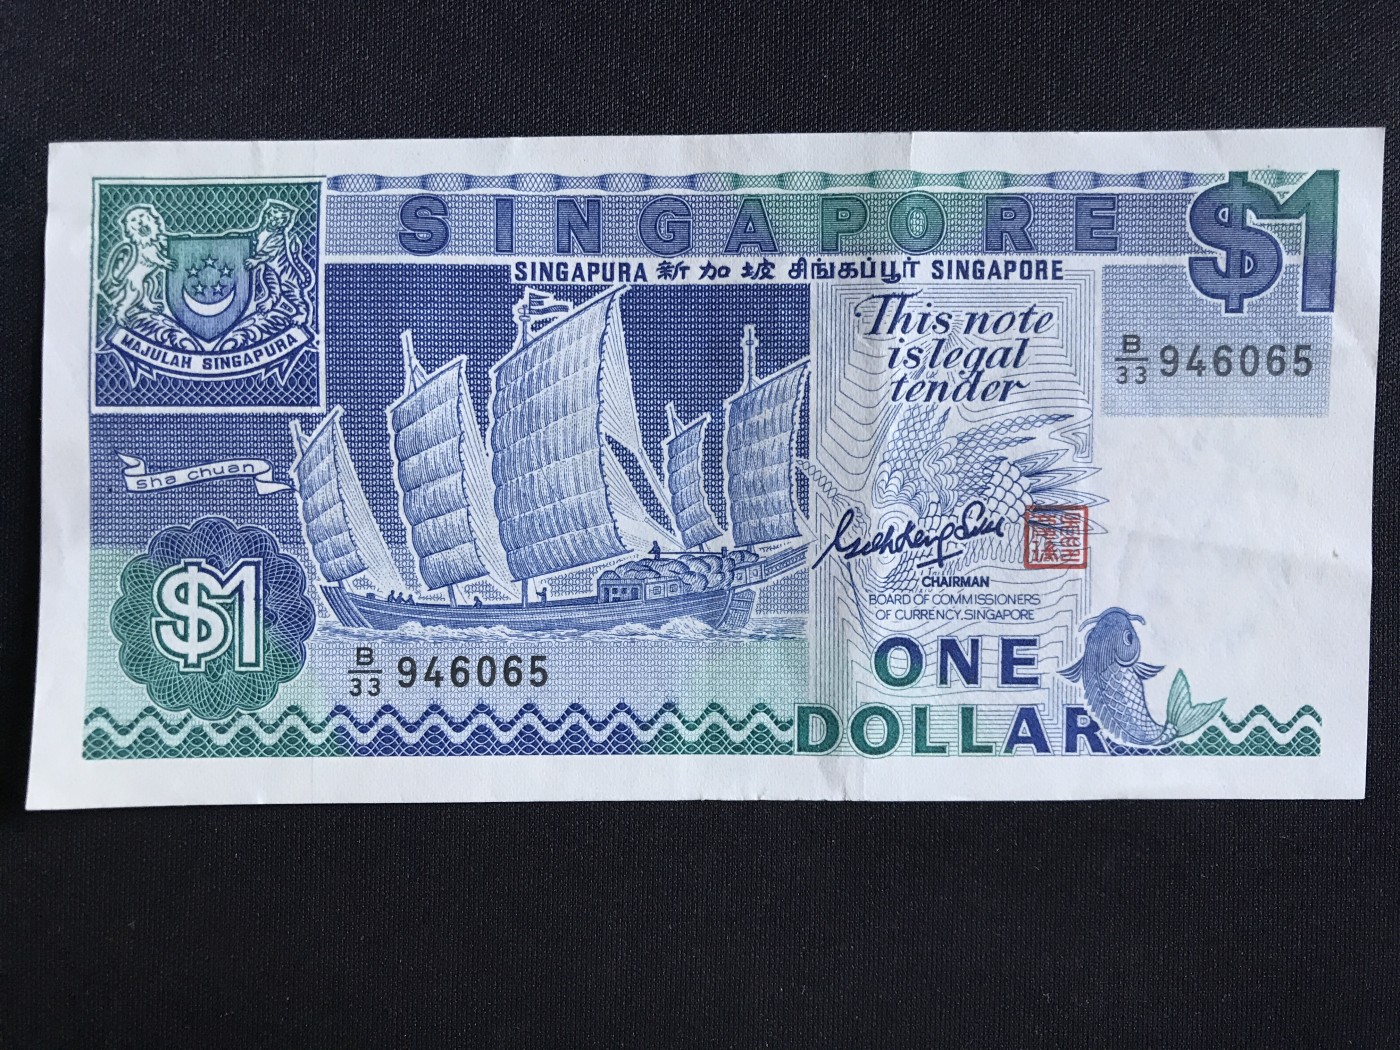 SINGAPORE
$1
SINGAPURA 新加坡 சிங்கப்பூர் SINGAPORE
MAJULAH SINGAPURA
This note
is legal
tender
B/33 946065
sha chuan
CHAIRMAN
BOARD OF COMMISSIONERS
OF CURRENCY, SINGAPORE
$1
B/33 946065
ONE
DOLLAR